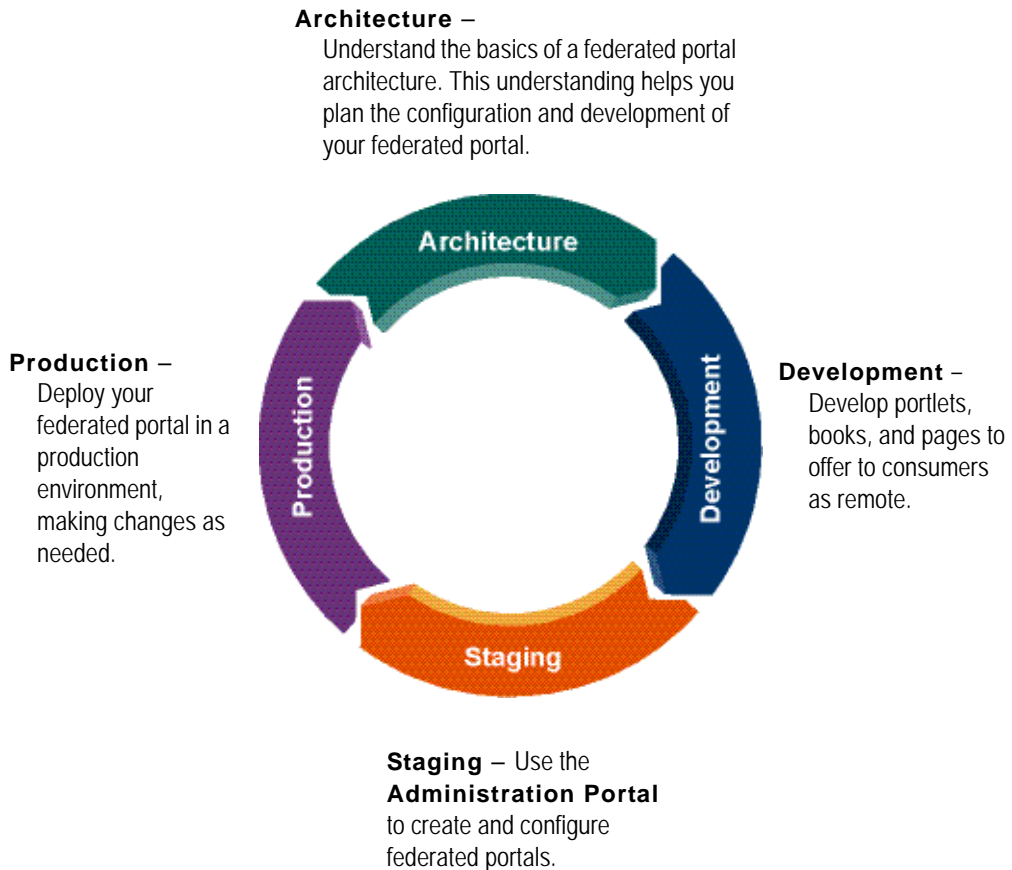 Architecture –
Understand the basics of a federated portal
architecture. This understanding helps you
plan the configuration and development of
your federated portal.
Architecture
Production –
Deploy your
federated portal in a
production
environment,
making changes as
needed.
Production
Development
Development –
Develop portlets,
books, and pages to
offer to consumers
as remote.
Staging
Staging – Use the
Administration Portal
to create and configure
federated portals.